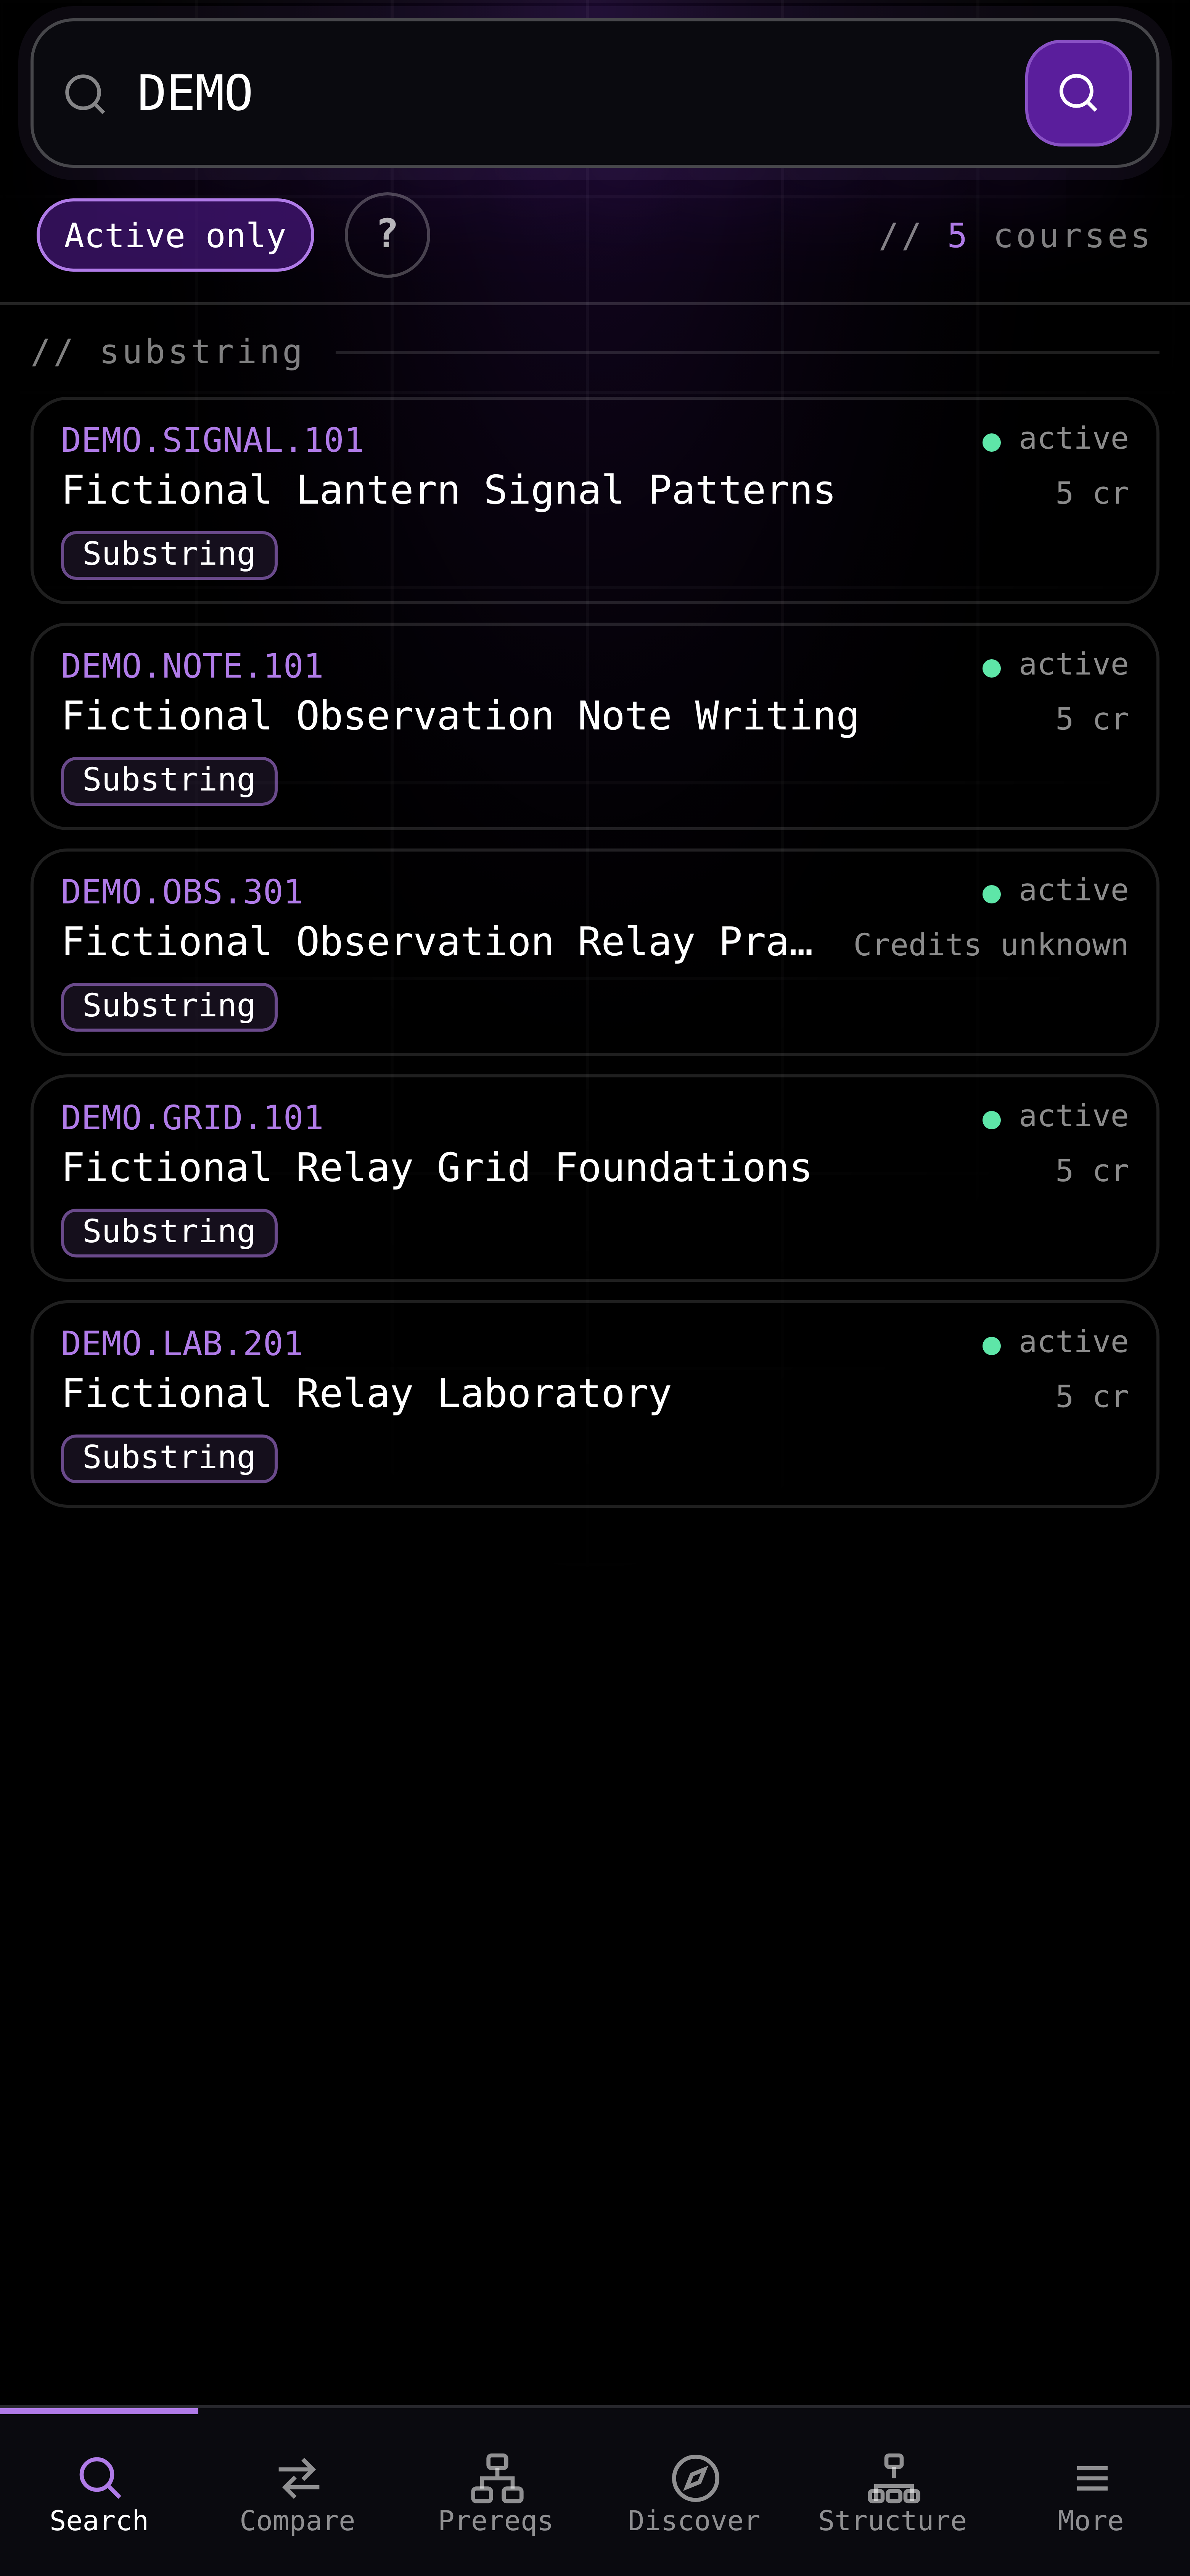 DEMO
Active only ? // 5 courses
// substring
DEMO.SIGNAL.101 active
Fictional Lantern Signal Patterns 5 cr
Substring
DEMO.NOTE.101 active
Fictional Observation Note Writing 5 cr
Substring
DEMO.OBS.301 active
Fictional Observation Relay Pra… Credits unknown
Substring
DEMO.GRID.101 active
Fictional Relay Grid Foundations 5 cr
Substring
DEMO.LAB.201 active
Fictional Relay Laboratory 5 cr
Substring
Search Compare Prereqs Discover Structure More